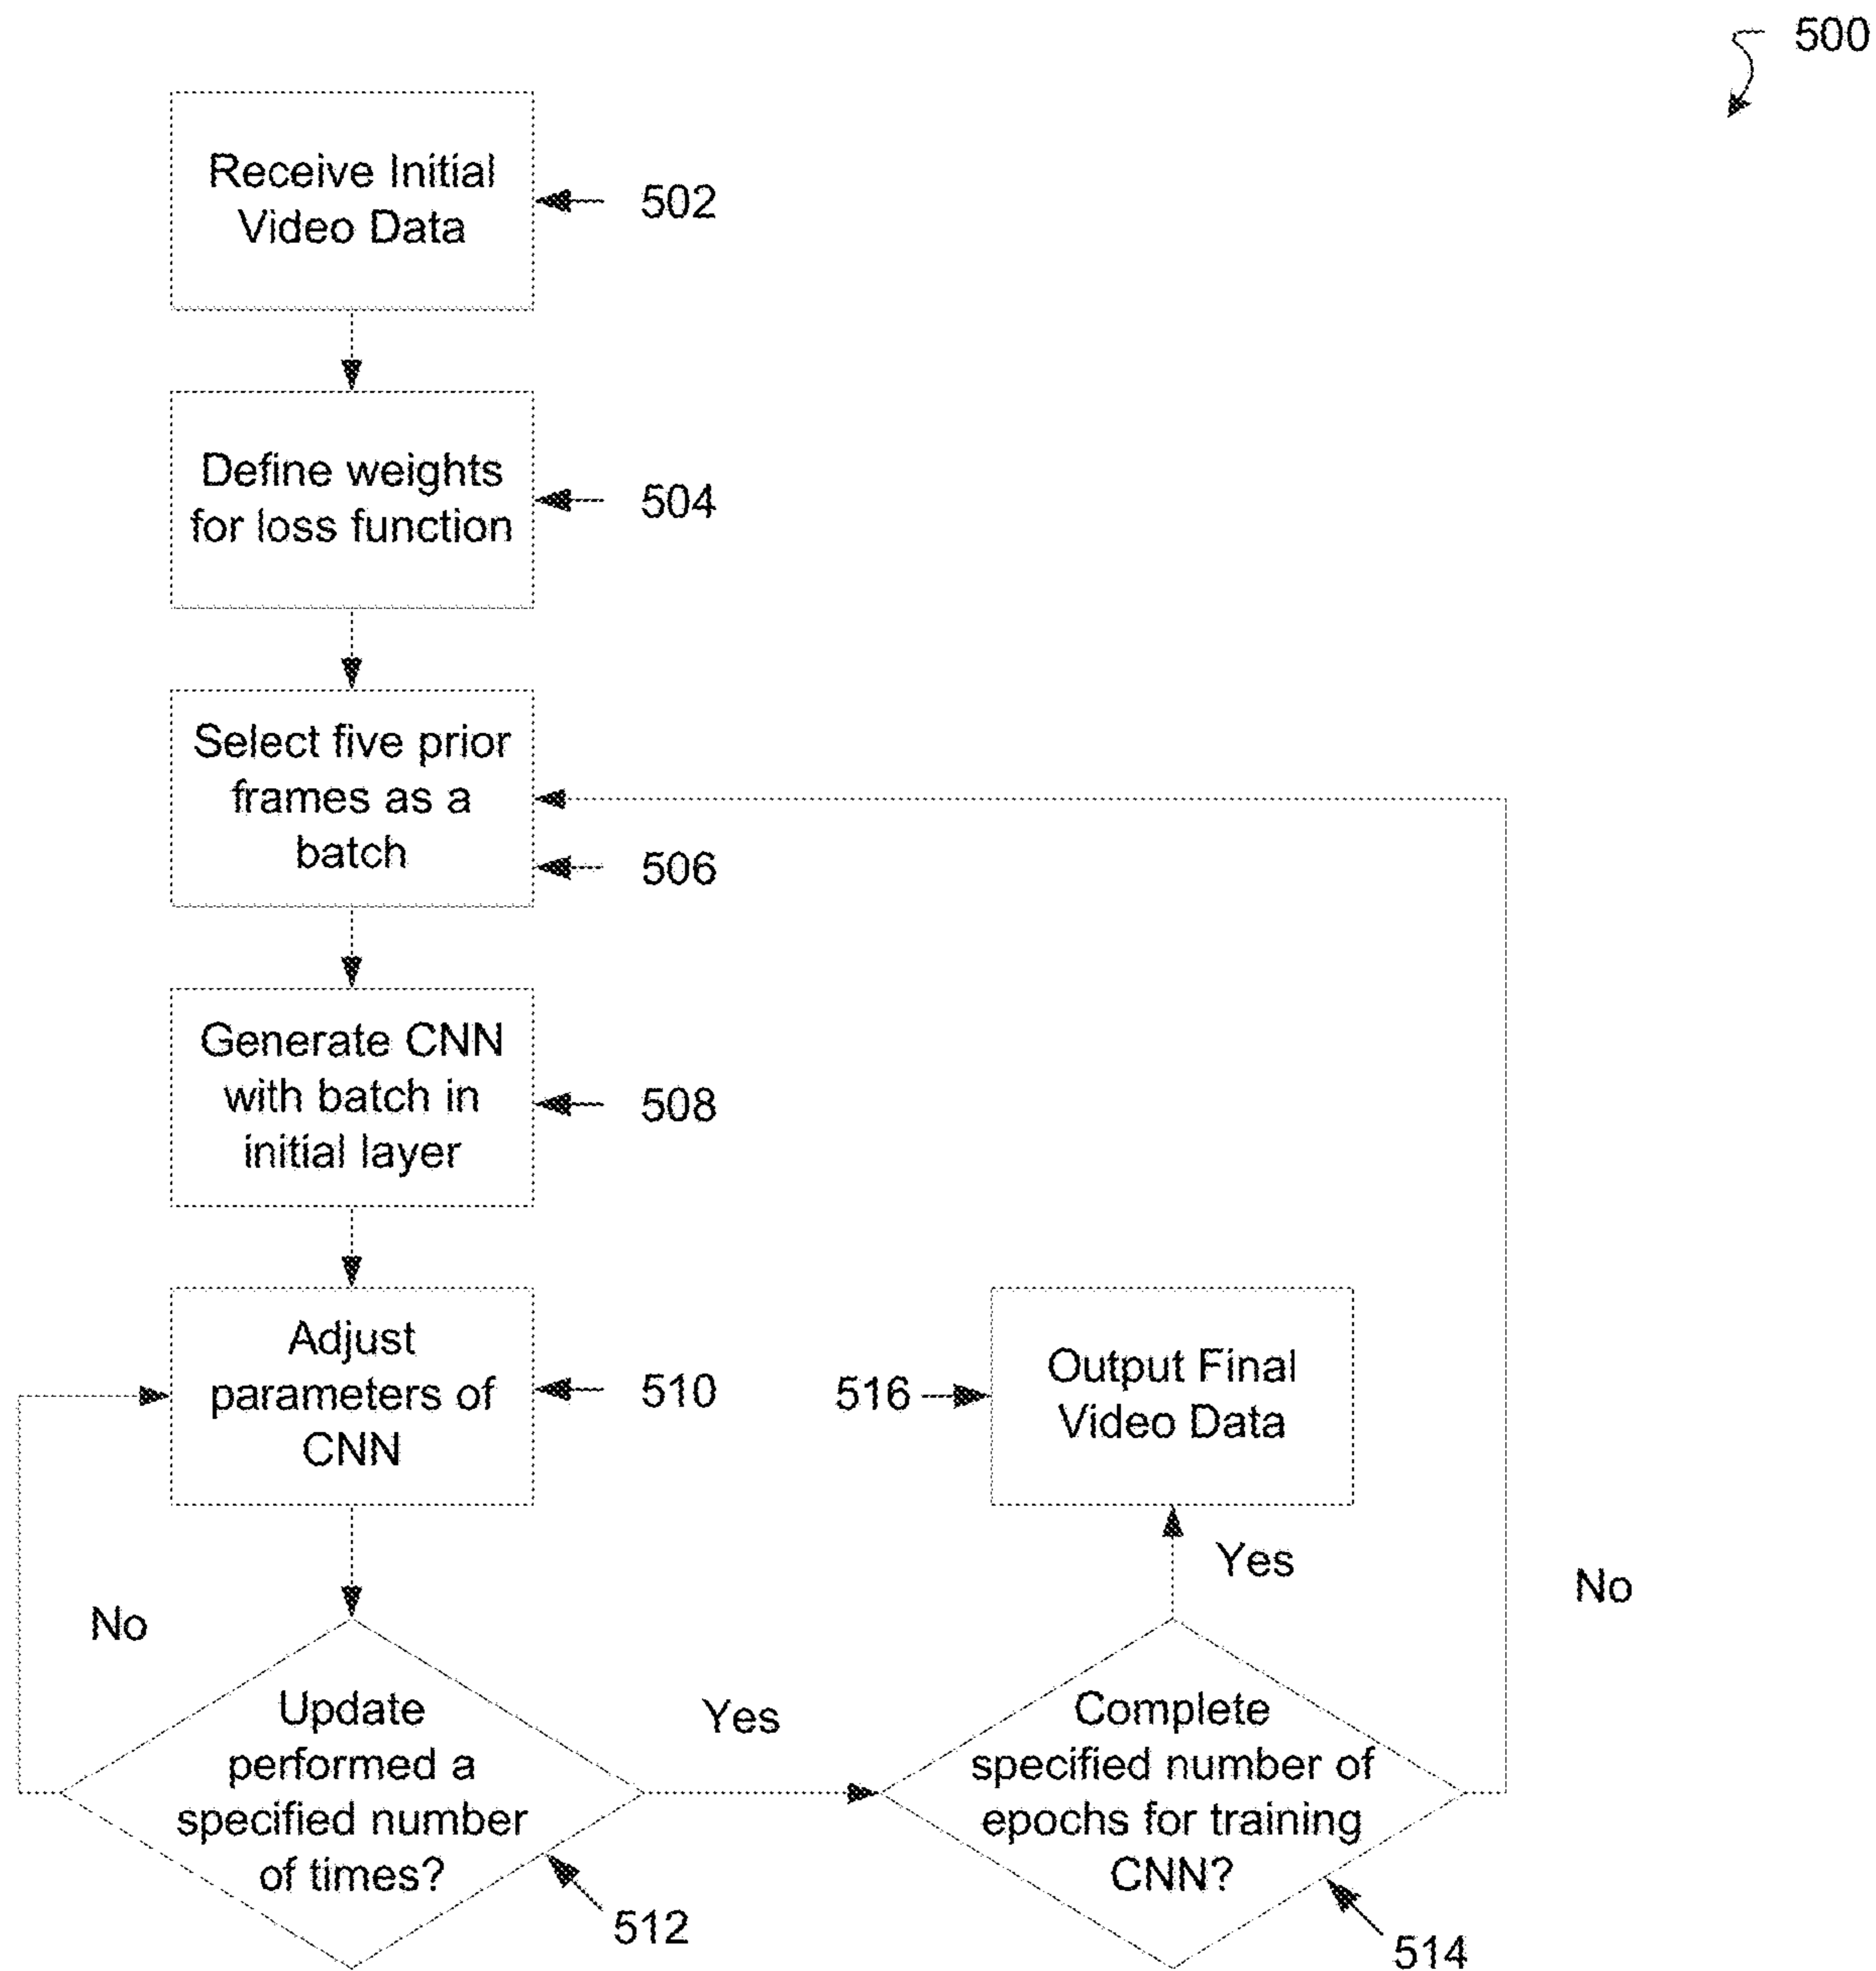 500
Receive Initial
Video Data
502
Define weights
for loss function
504
Select five prior
frames as a
batch
506
Generate CNN
with batch in
initial layer
508
Adjust
parameters of
CNN
510
516
Output Final
Video Data
Yes
No
No
Update
performed a
specified number
of times?
512
Yes
Complete
specified number of
epochs for training
CNN?
514